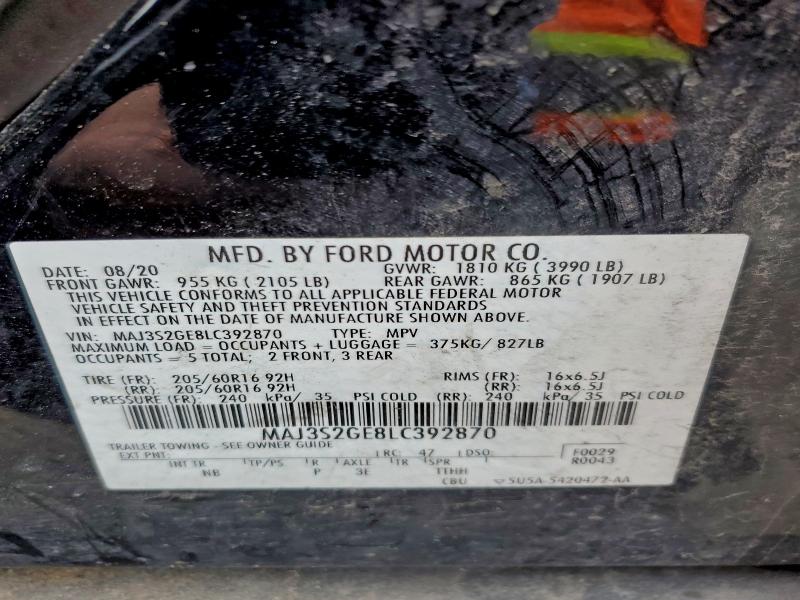 MFD. BY FORD MOTOR CO.
DATE: 08/20 GVWR: 1810 KG ( 3990 LB)
FRONT GAWR: 955 KG ( 2105 LB) REAR GAWR: 865 KG ( 1907 LB)
THIS VEHICLE CONFORMS TO ALL APPLICABLE FEDERAL MOTOR
VEHICLE SAFETY AND THEFT PREVENTION STANDARDS
IN EFFECT ON THE DATE OF MANUFACTURE SHOWN ABOVE.
VIN: MAJ3S2GE8LC392870 TYPE: MPV
MAXIMUM LOAD = OCCUPANTS + LUGGAGE = 375KG/ 827LB
OCCUPANTS = 5 TOTAL; 2 FRONT, 3 REAR
TIRE (FR): 205/60R16 92H RIMS (FR): 16x6.5J
(RR): 205/60R16 92H (RR): 16x6.5J
PRESSURE (FR): 240 kPa/ 35 PSI COLD (RR): 240 kPa/ 35 PSI COLD
MAJ3S2GE8LC392870
TRAILER TOWING - SEE OWNER GUIDE
EXT PNT: RC: 47 DSO: F0029
R0043
INT TR TP/PS R AXLE TR SPR
NB P 3E TTHH
CBU 5U5A-5420472-AA